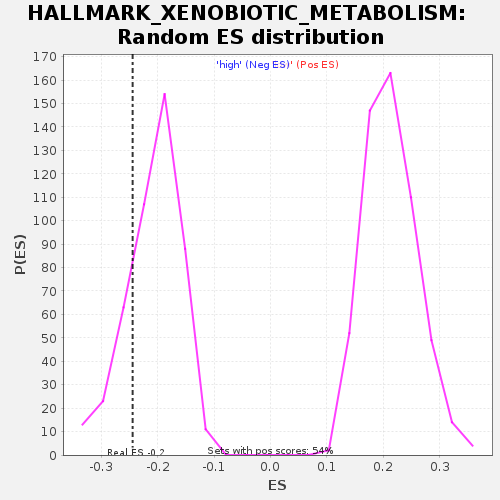 HALLMARK_XENOBIOTIC_METABOLISM:
Random ES distribution
'high' (Neg ES)' (Pos ES)
P(ES)
170
160
150
140
130
120
110
100
90
80
70
60
50
40
30
20
10
0
Real ES -0.2
Sets with pos scores: 54%
-0.3 -0.2 -0.1 0.0 0.1 0.2 0.3
ES